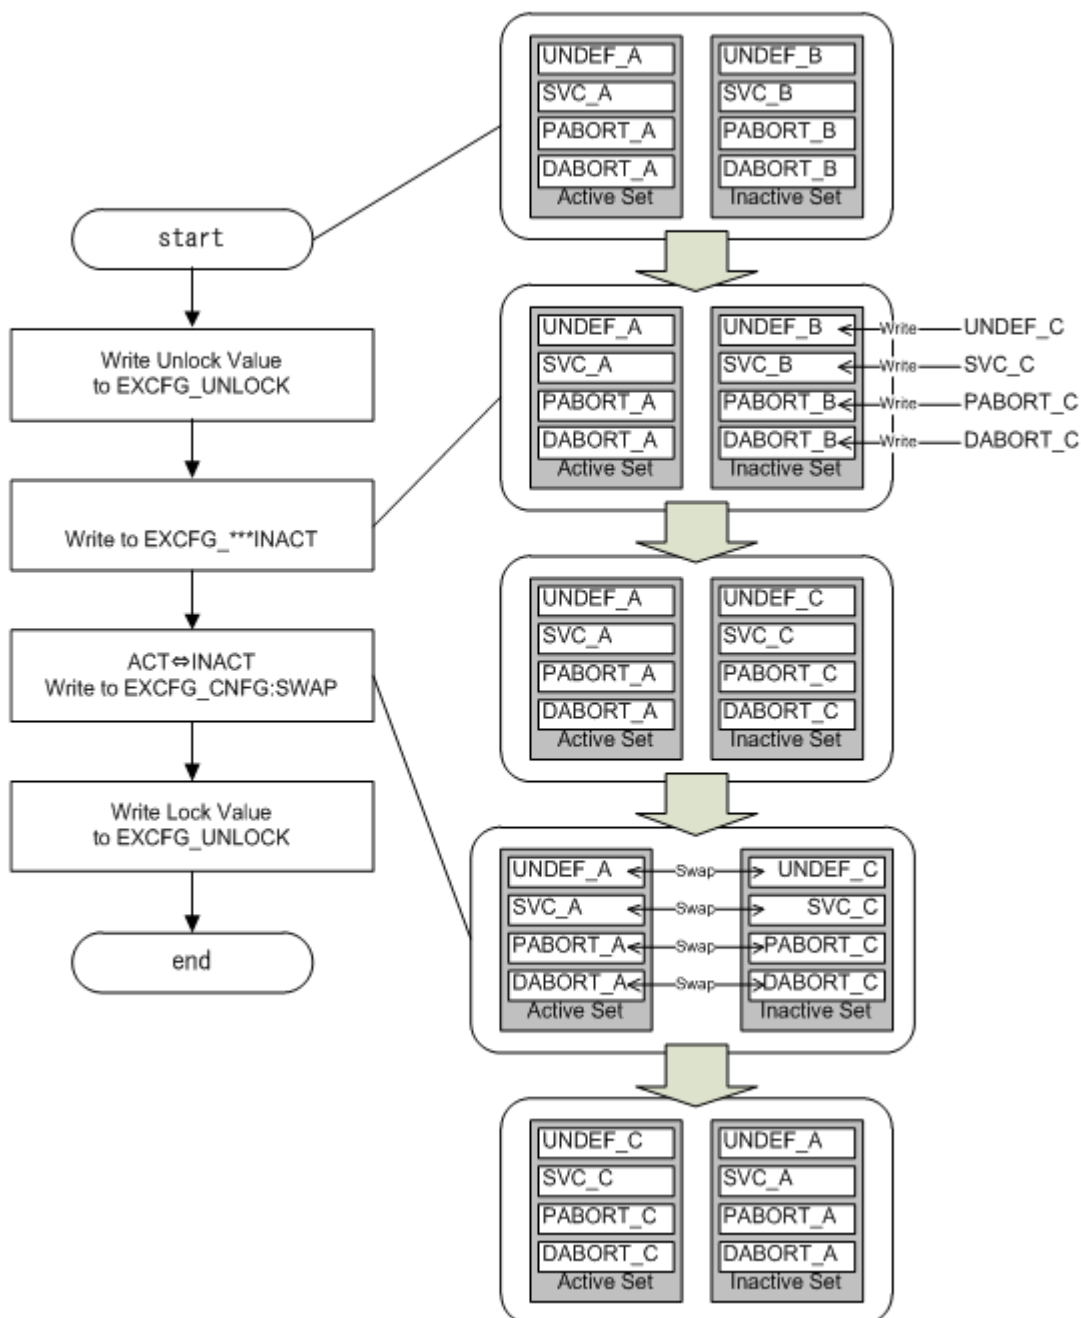 start
Write Unlock Value
to EXCFG_UNLOCK
Write to EXCFG_***INACT
ACT⇔INACT
Write to EXCFG_CNFG:SWAP
Write Lock Value
to EXCFG_UNLOCK
end
UNDEF_A UNDEF_B
SVC_A SVC_B
PABORT_A PABORT_B
DABORT_A DABORT_B
Active Set Inactive Set
UNDEF_A UNDEF_B Write UNDEF_C
SVC_A SVC_B Write SVC_C
PABORT_A PABORT_B Write PABORT_C
DABORT_A DABORT_B Write DABORT_C
Active Set Inactive Set
UNDEF_A UNDEF_C
SVC_A SVC_C
PABORT_A PABORT_C
DABORT_A DABORT_C
Active Set Inactive Set
UNDEF_A Swap UNDEF_C
SVC_A Swap SVC_C
PABORT_A Swap PABORT_C
DABORT_A Swap DABORT_C
Active Set Inactive Set
UNDEF_C UNDEF_A
SVC_C SVC_A
PABORT_C PABORT_A
DABORT_C DABORT_A
Active Set Inactive Set